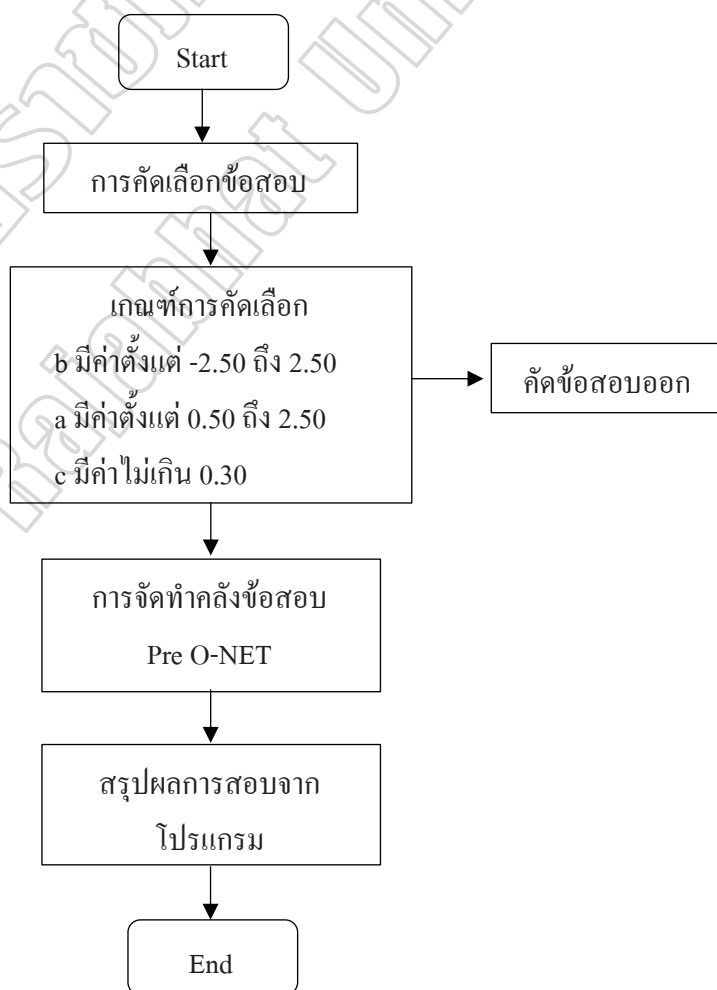 Start
การคัดเลือกข้อสอบ
เกณฑ์การคัดเลือก
b มีค่าตั้งแต่ -2.50 ถึง 2.50
a มีค่าตั้งแต่ 0.50 ถึง 2.50
c มีค่าไม่เกิน 0.30
คัดข้อสอบออก
การจัดทำคลังข้อสอบ
Pre O-NET
สรุปผลการสอบจาก
โปรแกรม
End